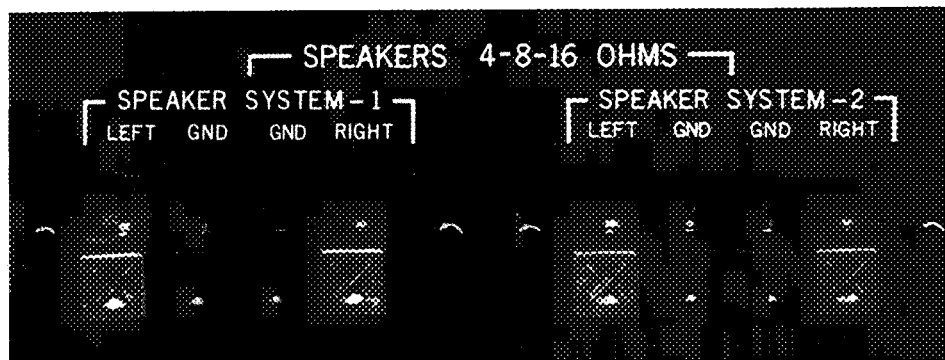 SPEAKERS 4-8-16 OHMS
SPEAKER SYSTEM-1 SPEAKER SYSTEM-2
LEFT GND GND RIGHT LEFT GND GND RIGHT